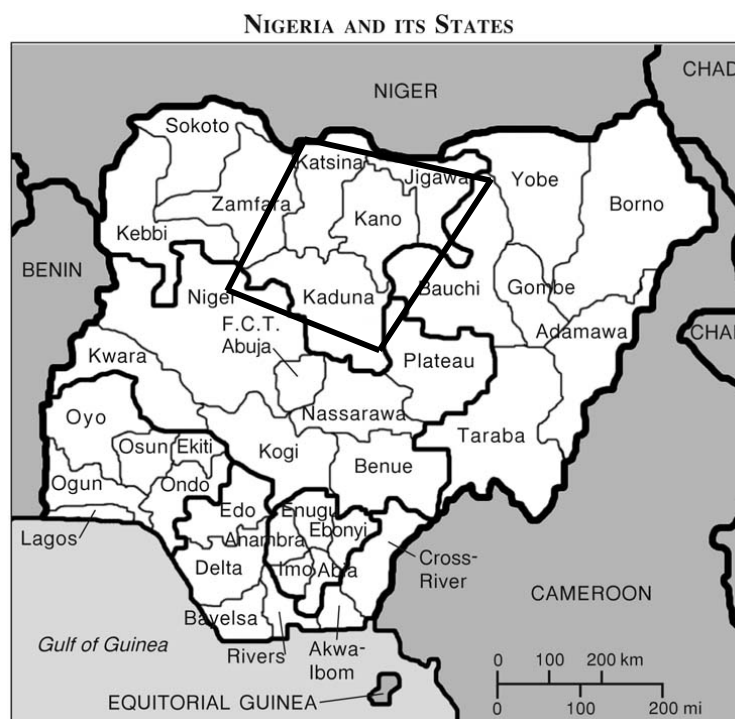 NIGERIA AND ITS STATES
NIGER
CHAD
Sokoto
Katsina
Jigawa
Yobe
Borno
Zamfara
Kano
Kebbi
BENIN
Niger
Kaduna
Bauchi
Gombe
F.C.T.
Abuja
Adamawa
CHA
Kwara
Plateau
Oyo
Nassarawa
Taraba
Osun
Ekiti
Kogi
Benue
Ogun
Ondo
Edo
Enugu
Ebonyi
Lagos
Anambra
Delta
Imo
Abia
Cross-
River
CAMEROON
Bayelsa
Gulf of Guinea
Rivers
Akwa-
Ibom
0 100 200 km
EQUITORIAL GUINEA
0 100 200 mi